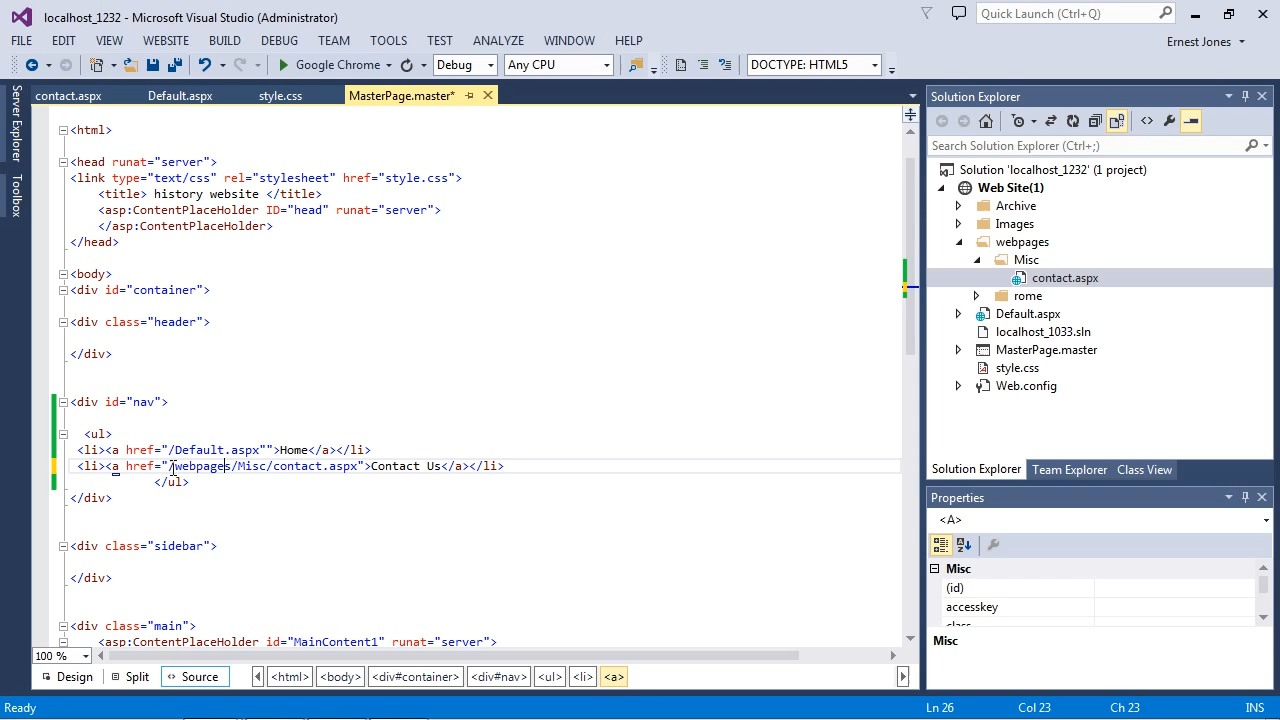 localhost_1232 - Microsoft Visual Studio (Administrator)
Quick Launch (Ctrl+Q)
FILE EDIT VIEW WEBSITE BUILD DEBUG TEAM TOOLS TEST ANALYZE WINDOW HELP
Ernest Jones
Google Chrome Debug Any CPU DOCTYPE: HTML5
Server Explorer
Toolbox
contact.aspx Default.aspx style.css MasterPage.master*
<html>
<head runat="server">
<link type="text/css" rel="stylesheet" href="style.css">
<title> history website </title>
<asp:ContentPlaceHolder ID="head" runat="server">
</asp:ContentPlaceHolder>
</head>
<body>
<div id="container">
<div class="header">
</div>
<div id="nav">
<ul>
<li><a href="/Default.aspx"">Home</a></li>
<li><a href="/webpages/Misc/contact.aspx">Contact Us</a></li>
</ul>
</div>
<div class="sidebar">
</div>
<div class="main">
<asp:ContentPlaceHolder id="MainContent1" runat="server">
100 %
Design Split Source <html> <body> <div#container> <div#nav> <ul> <li> <a>
Solution Explorer
Search Solution Explorer (Ctrl+;)
Solution 'localhost_1232' (1 project)
Web Site(1)
Archive
Images
webpages
Misc
contact.aspx
rome
Default.aspx
localhost_1033.sln
MasterPage.master
style.css
Web.config
Solution Explorer Team Explorer Class View
Properties
<A>
Misc
(id)
accesskey
class
Misc
Ready Ln 26 Col 23 Ch 23 INS